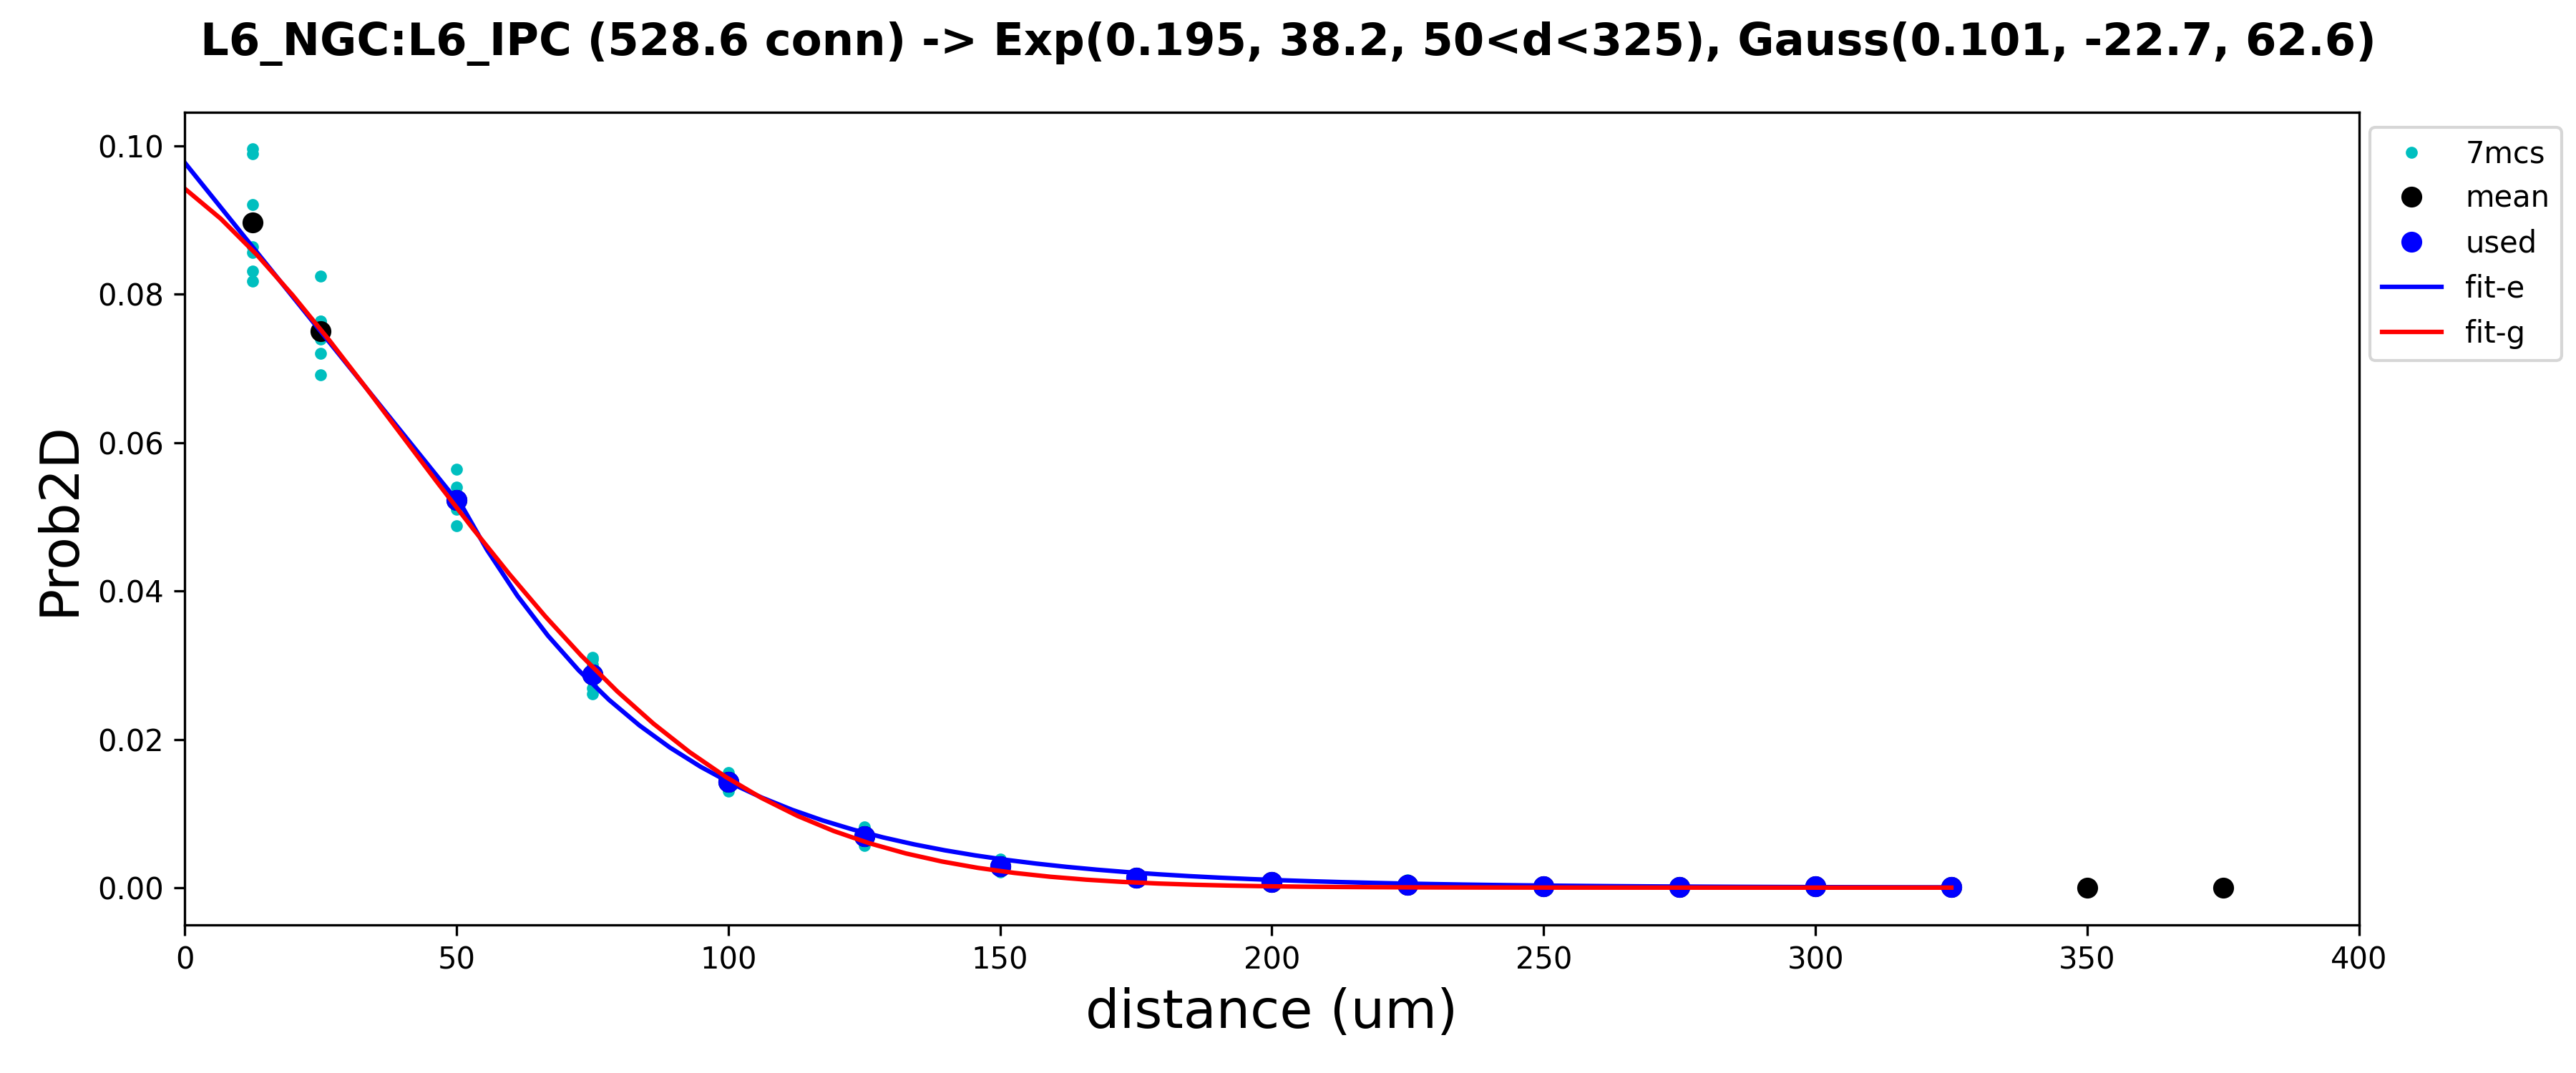 L6_NGC:L6_IPC (528.6 conn) -> Exp(0.195, 38.2, 50<d<325), Gauss(0.101, -22.7, 62.6)
0.10
0.08
0.06
0.04
0.02
0.00
Prob2D
0 50 100 150 200 250 300 350 400
distance (um)
7mcs
mean
used
fit-e
fit-g